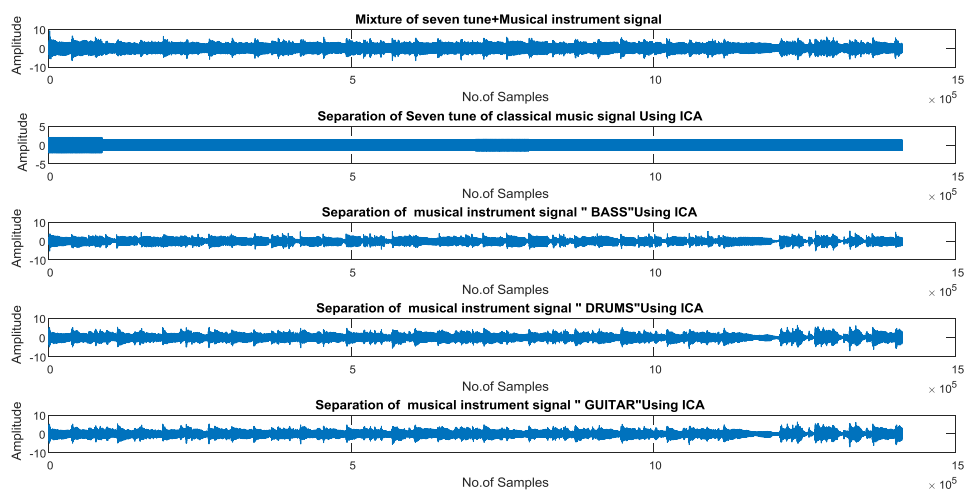 Mixture of seven tune+Musical instrument signal
Amplitude
10
0
-10
0 5 10 15
No.of Samples
× 10^5
Separation of Seven tune of classical music signal Using ICA
Amplitude
5
0
-5
0 5 10 15
No.of Samples
× 10^5
Separation of  musical instrument signal " BASS"Using ICA
Amplitude
10
0
-10
0 5 10 15
No.of Samples
× 10^5
Separation of  musical instrument signal " DRUMS"Using ICA
Amplitude
10
0
-10
0 5 10 15
No.of Samples
× 10^5
Separation of  musical instrument signal " GUITAR"Using ICA
Amplitude
10
0
-10
0 5 10 15
No.of Samples
× 10^5